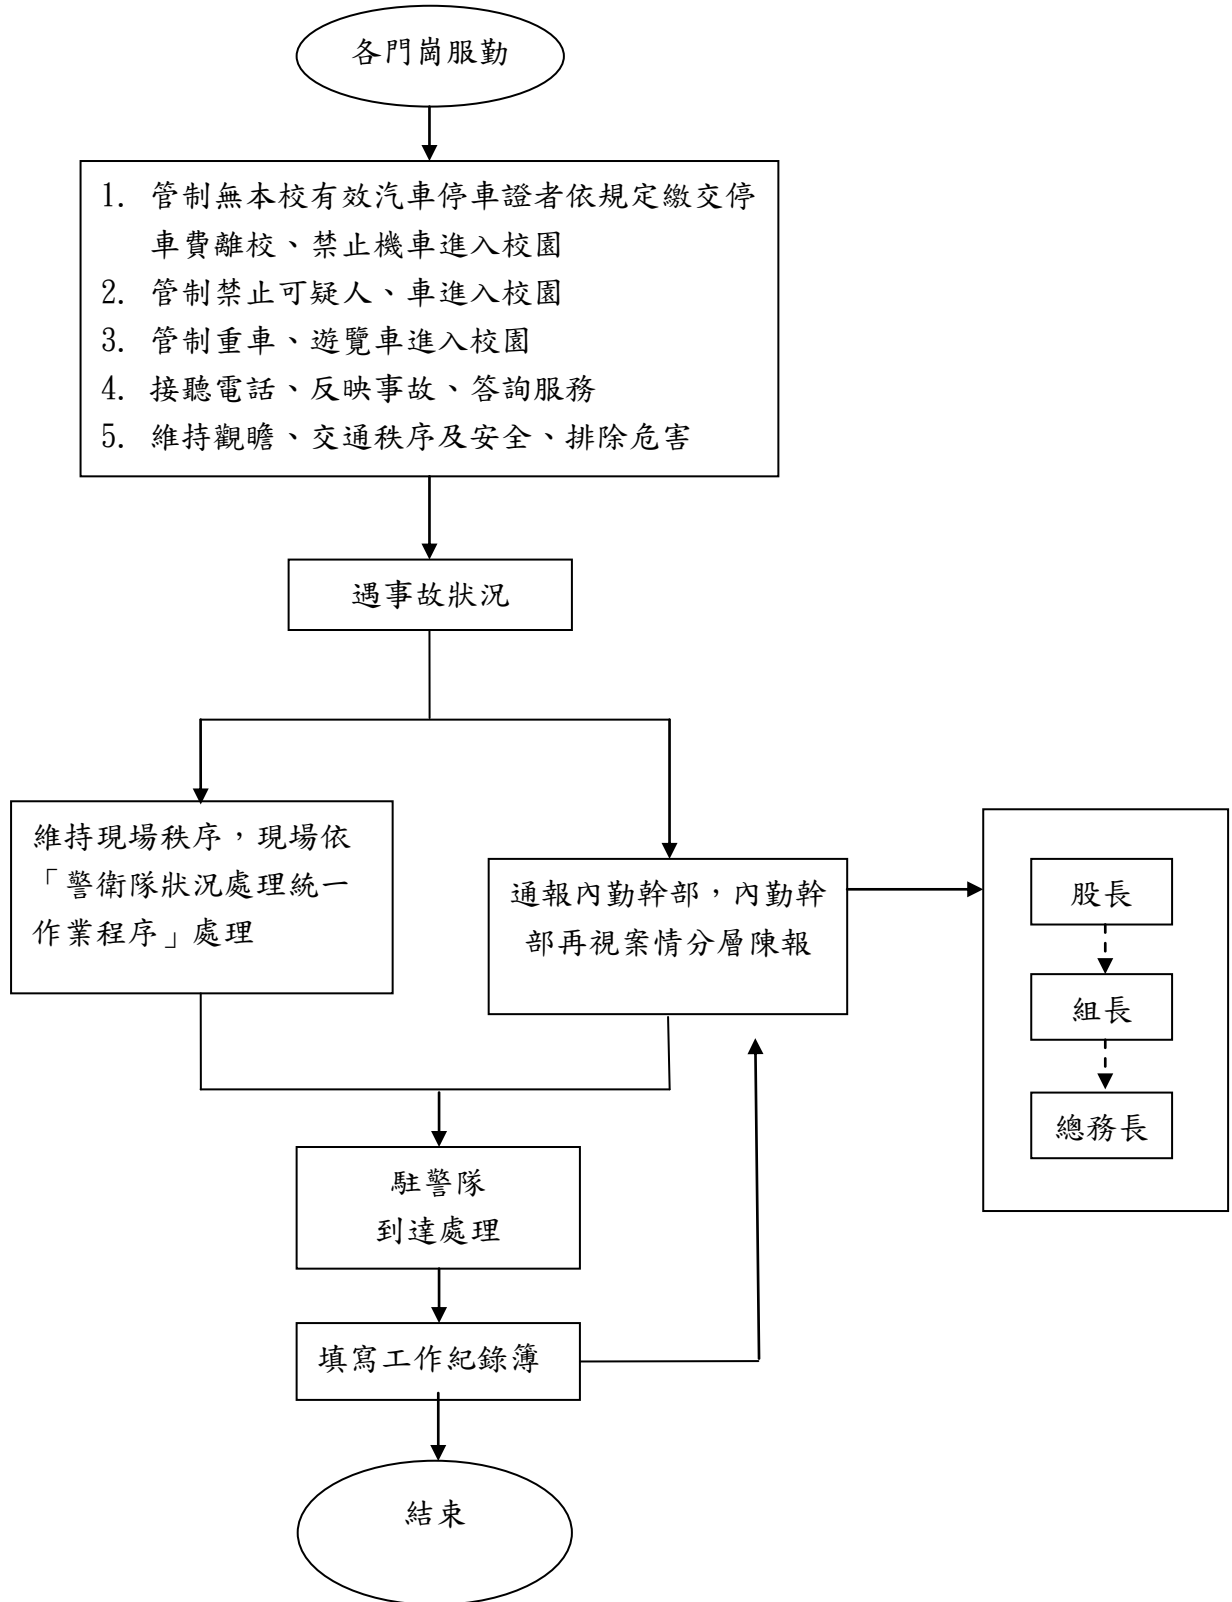 各門崗服勤
1. 管制無本校有效汽車停車證者依規定繳交停
車費離校、禁止機車進入校園
2. 管制禁止可疑人、車進入校園
3. 管制重車、遊覽車進入校園
4. 接聽電話、反映事故、答詢服務
5. 維持觀瞻、交通秩序及安全、排除危害
遇事故狀況
維持現場秩序，現場依
「警衛隊狀況處理統一
作業程序」處理
通報內勤幹部，內勤幹
部再視案情分層陳報
股長
組長
總務長
駐警隊
到達處理
填寫工作紀錄簿
結束